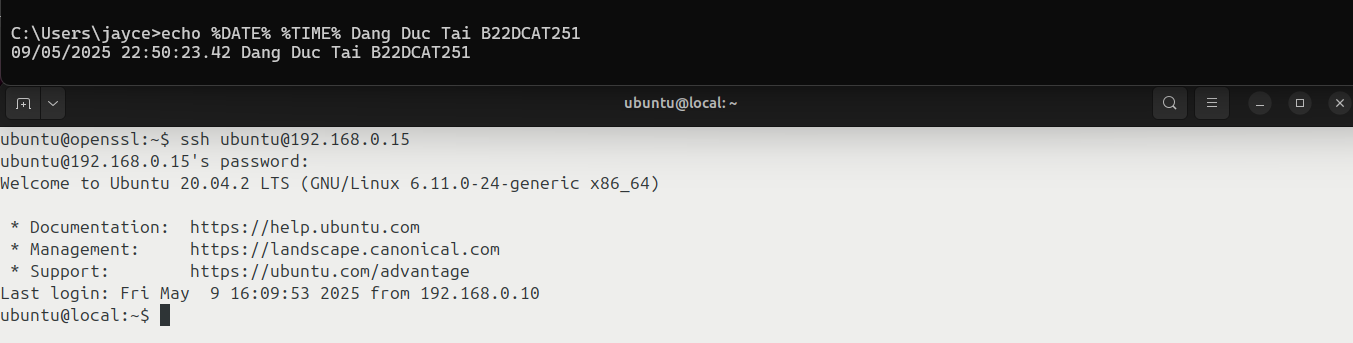 C:\Users\jayce>echo %DATE% %TIME% Dang Duc Tai B22DCAT251
09/05/2025 22:50:23.42 Dang Duc Tai B22DCAT251
ubuntu@local: ~
ubuntu@openssl:~$ ssh ubuntu@192.168.0.15
ubuntu@192.168.0.15's password:
Welcome to Ubuntu 20.04.2 LTS (GNU/Linux 6.11.0-24-generic x86_64)
* Documentation:  https://help.ubuntu.com
* Management:     https://landscape.canonical.com
* Support:        https://ubuntu.com/advantage
Last login: Fri May  9 16:09:53 2025 from 192.168.0.10
ubuntu@local:~$